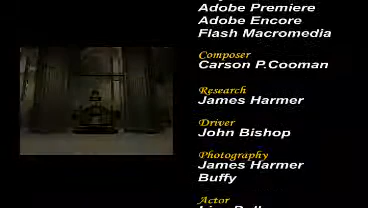 Adobe Premiere
Adobe Encore
Flash Macromedia
Composer
Carson P.Cooman
Research
James Harmer
Driver
John Bishop
Photography
James Harmer
Buffy
Actor